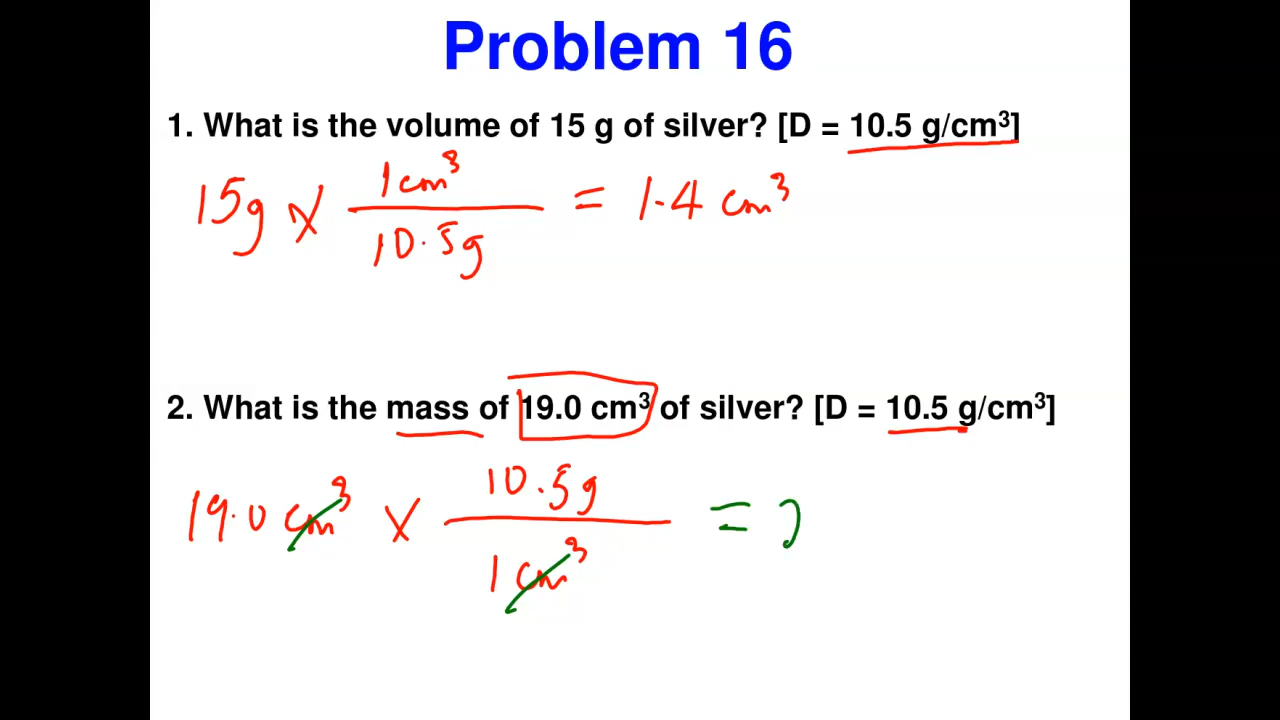 Problem 16
1. What is the volume of 15 g of silver? [D = 10.5 g/cm³]
15g x 1cm³ / 10.5g = 1.4 cm³
2. What is the mass of 19.0 cm³ of silver? [D = 10.5 g/cm³]
19.0 cm³ x 10.5g / 1 cm³ =